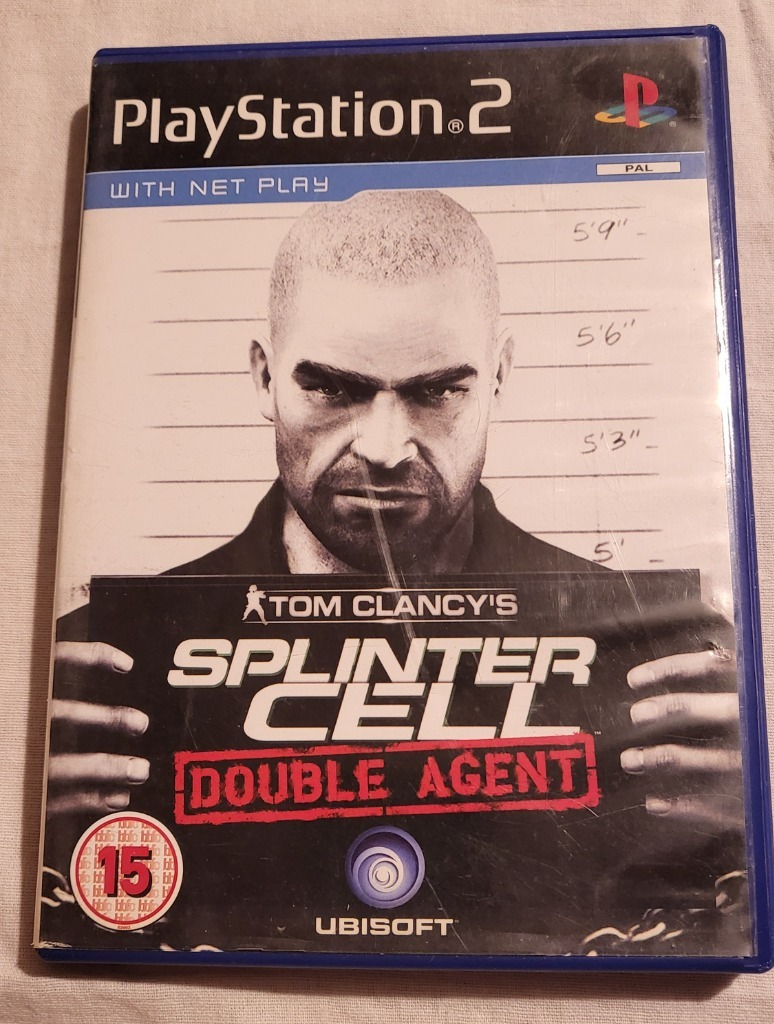 PlayStation®2
PAL
WITH NET PLAY
5'9"
5'6"
5'3"
5'
TOM CLANCY'S
SPLINTER
CELL™
DOUBLE AGENT
15
UBISOFT